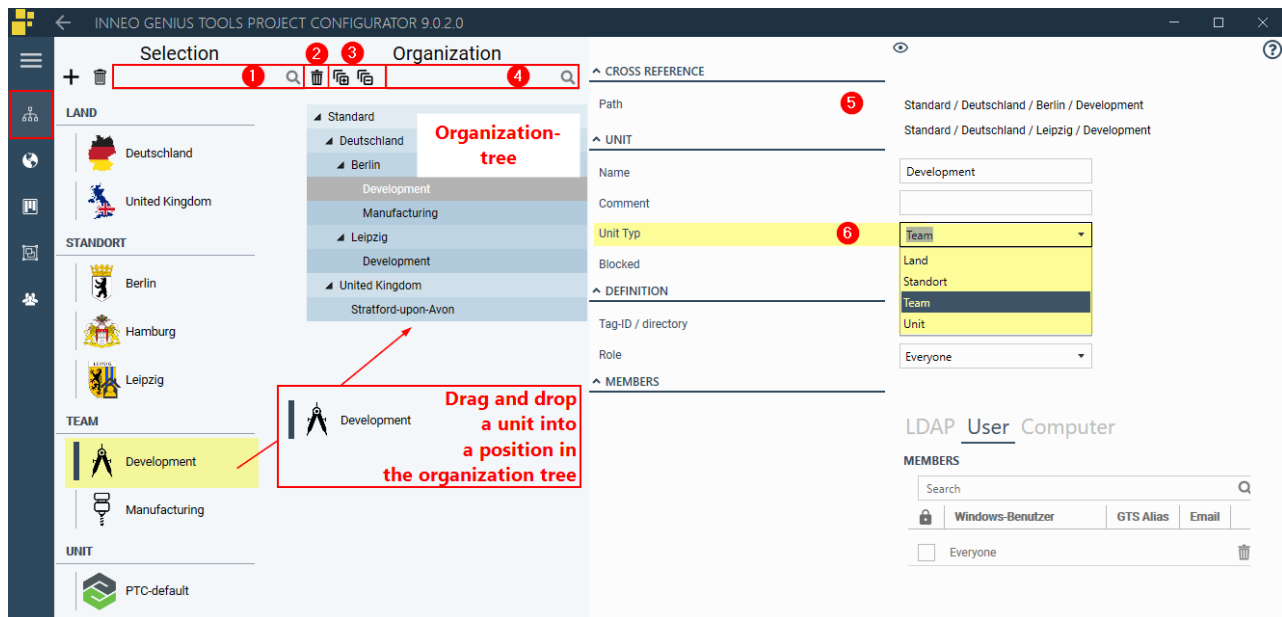 INNEO GENIUS TOOLS PROJECT CONFIGURATOR 9.0.2.0
Selection
1
2
3
Organization
4
LAND
Deutschland
United Kingdom
STANDORT
Berlin
Hamburg
LEIPZIG
Leipzig
TEAM
Development
Manufacturing
UNIT
PTC-default
Standard
Deutschland
Berlin
Development
Manufacturing
Leipzig
Development
United Kingdom
Stratford-upon-Avon
Organization-
tree
Development
Drag and drop
a unit into
a position in
the organization tree
CROSS REFERENCE
Path
5
Standard / Deutschland / Berlin / Development
Standard / Deutschland / Leipzig / Development
UNIT
Name
Development
Comment
Unit Typ
6
Team
Land
Standort
Team
Unit
Blocked
DEFINITION
Tag-ID / directory
Role
Everyone
MEMBERS
LDAP User Computer
MEMBERS
Search
Windows-Benutzer GTS Alias Email
Everyone